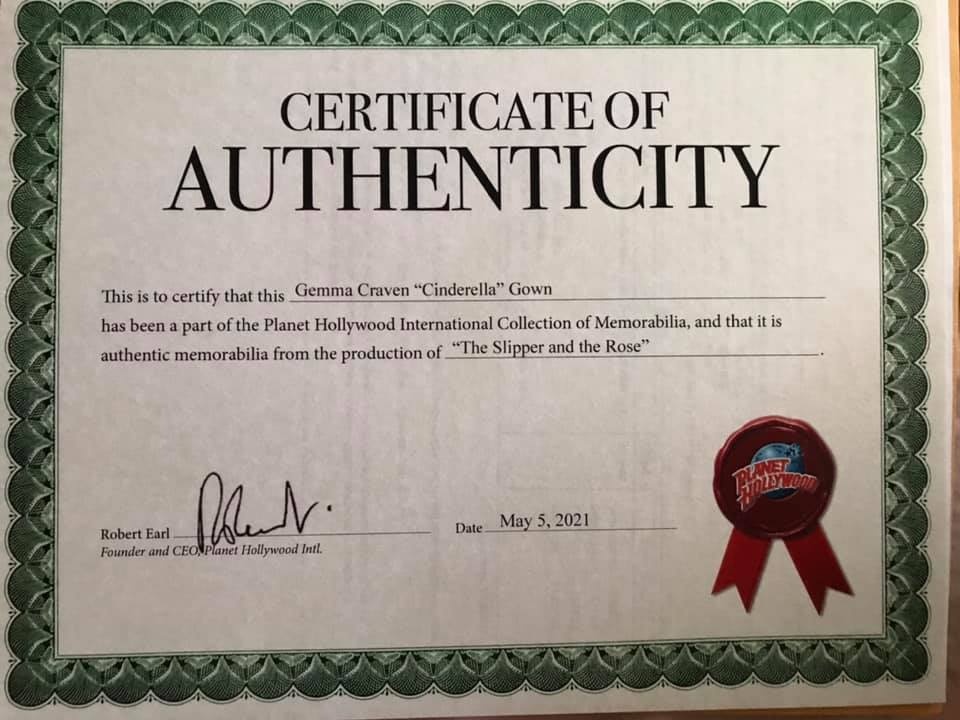 CERTIFICATE OF
AUTHENTICITY
This is to certify that this Gemma Craven “Cinderella” Gown
has been a part of the Planet Hollywood International Collection of Memorabilia, and that it is
authentic memorabilia from the production of “The Slipper and the Rose”.
Robert Earl
Date May 5, 2021
Founder and CEO, Planet Hollywood Intl.
PLANET
HOLLYWOOD